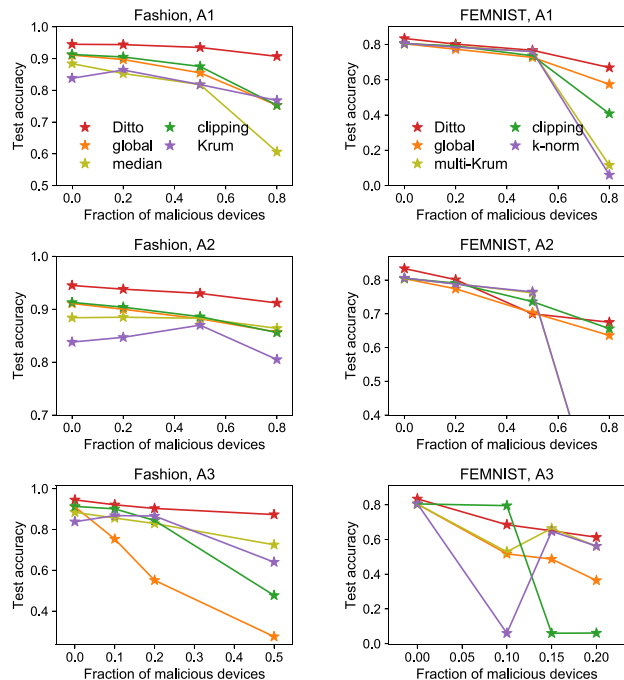 Fashion, A1
1.0
0.9
0.8
0.7
0.6
0.5
Test accuracy
Ditto
global
median
clipping
Krum
0.0 0.2 0.4 0.6 0.8
Fraction of malicious devices
FEMNIST, A1
0.8
0.6
0.4
0.2
0.0
Test accuracy
Ditto
global
multi-Krum
clipping
k-norm
0.0 0.2 0.4 0.6 0.8
Fraction of malicious devices
Fashion, A2
1.0
0.9
0.8
0.7
Test accuracy
0.0 0.2 0.4 0.6 0.8
Fraction of malicious devices
FEMNIST, A2
0.8
0.7
0.6
0.5
0.4
Test accuracy
0.0 0.2 0.4 0.6 0.8
Fraction of malicious devices
Fashion, A3
1.0
0.8
0.6
0.4
Test accuracy
0.0 0.1 0.2 0.3 0.4 0.5
Fraction of malicious devices
FEMNIST, A3
0.8
0.6
0.4
0.2
0.0
Test accuracy
0.00 0.05 0.10 0.15 0.20
Fraction of malicious devices